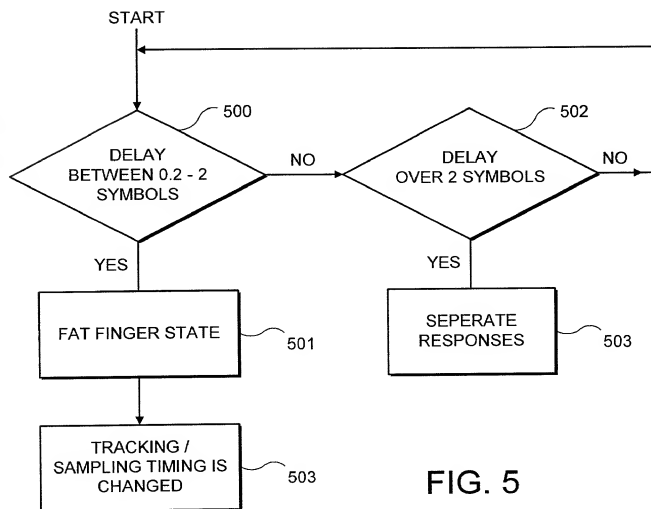 START
500
DELAY
BETWEEN 0.2 - 2
SYMBOLS
NO
502
DELAY
OVER 2 SYMBOLS
NO
YES
YES
FAT FINGER STATE
501
SEPERATE
RESPONSES
503
TRACKING /
SAMPLING TIMING IS
CHANGED
503
FIG. 5